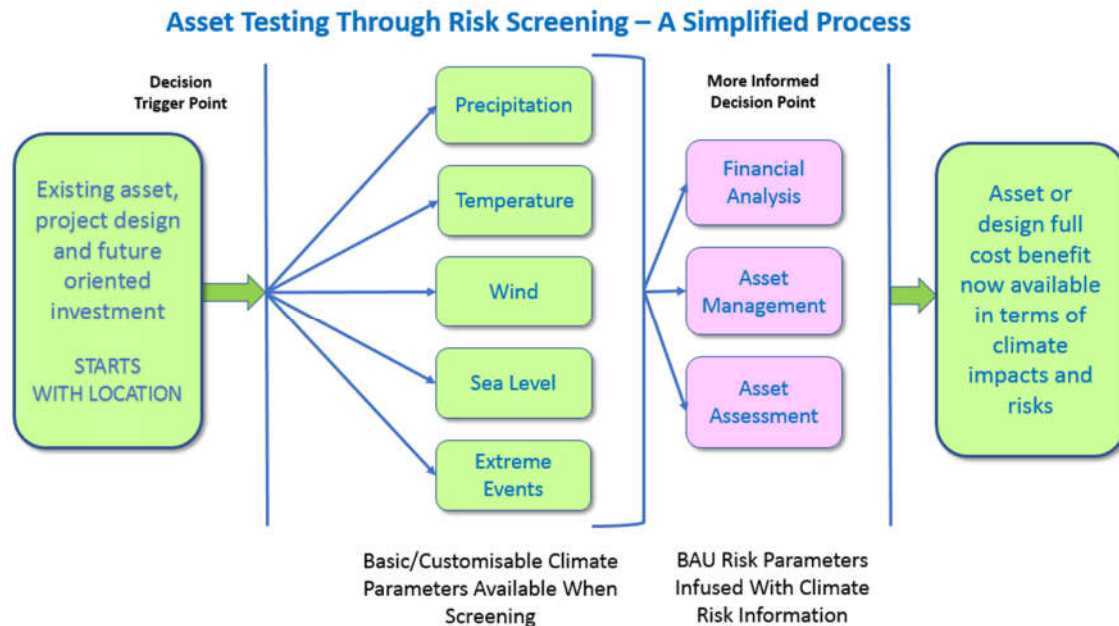 Asset Testing Through Risk Screening – A Simplified Process
Decision
Trigger Point
Existing asset,
project design
and future
oriented
investment
STARTS
WITH LOCATION
Precipitation
Temperature
Wind
Sea Level
Extreme
Events
Basic/Customisable Climate
Parameters Available When
Screening
More Informed
Decision Point
Financial
Analysis
Asset
Management
Asset
Assessment
BAU Risk Parameters
Infused With Climate
Risk Information
Asset or
design full
cost benefit
now available
in terms of
climate
impacts and
risks